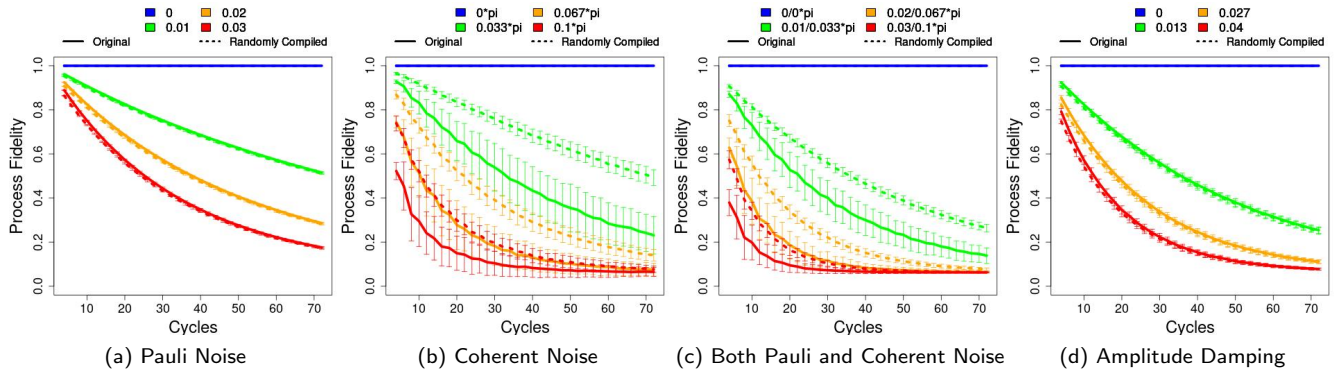 0 0.02
0.01 0.03
Original Randomly Compiled
Process Fidelity
1.0
0.8
0.6
0.4
0.2
0.0
10 20 30 40 50 60 70
Cycles
(a) Pauli Noise
0*pi 0.067*pi
0.033*pi 0.1*pi
Original Randomly Compiled
Process Fidelity
1.0
0.8
0.6
0.4
0.2
0.0
10 20 30 40 50 60 70
Cycles
(b) Coherent Noise
0/0*pi 0.02/0.067*pi
0.01/0.033*pi 0.03/0.1*pi
Original Randomly Compiled
Process Fidelity
1.0
0.8
0.6
0.4
0.2
0.0
10 20 30 40 50 60 70
Cycles
(c) Both Pauli and Coherent Noise
0 0.027
0.013 0.04
Original Randomly Compiled
Process Fidelity
1.0
0.8
0.6
0.4
0.2
0.0
10 20 30 40 50 60 70
Cycles
(d) Amplitude Damping